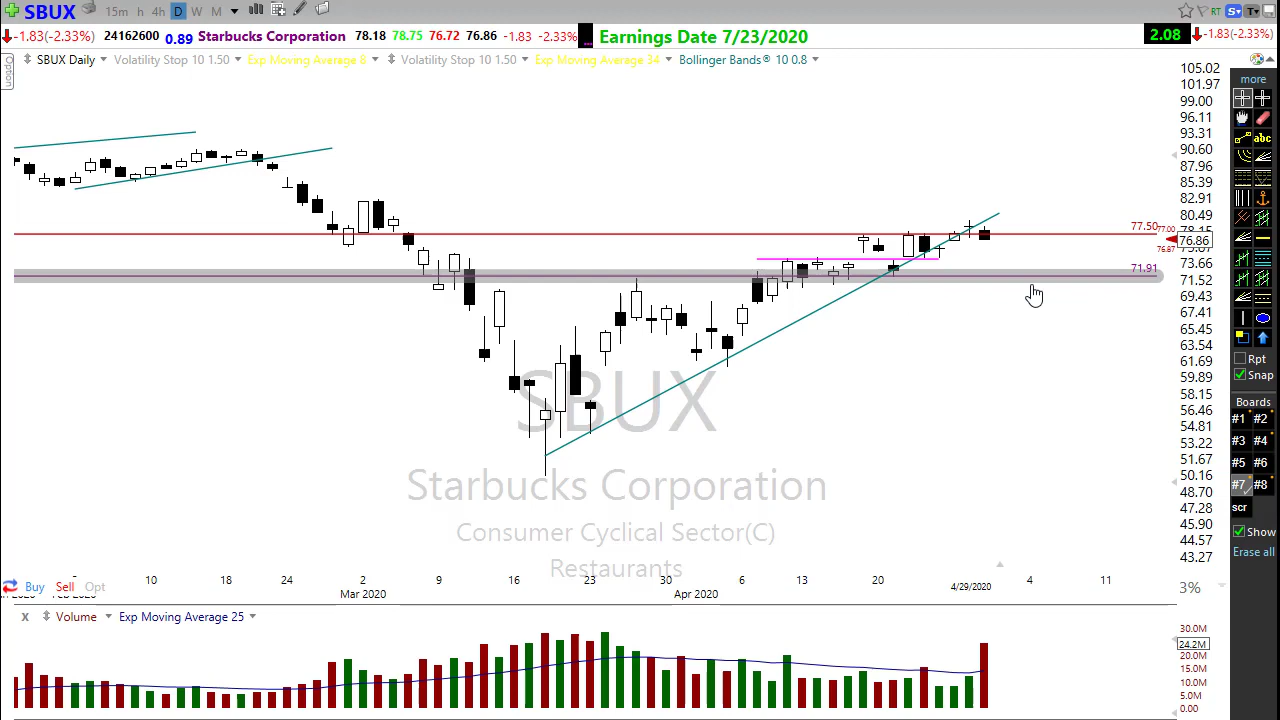 SBUX 15m h 4h D W M RT S T
-1.83(-2.33%) 24162600 0.89 Starbucks Corporation 78.18 78.75 76.72 76.86 -1.83 -2.33% Earnings Date 7/23/2020 2.08 -1.83(-2.33%)
Option
SBUX Daily Volatility Stop 10 1.50 Exp Moving Average 8 Volatility Stop 10 1.50 Exp Moving Average 34 Bollinger Bands® 10 0.8
105.02
101.97
99.00
96.11
93.31
90.60
87.96
85.39
82.91
80.49
77.50
77.00
76.86
76.87
73.66
71.91
71.52
69.43
67.41
65.45
63.54
61.69
59.89
58.15
56.46
54.81
53.22
51.67
50.16
48.70
47.28
45.90
44.57
43.27
SBUX
Starbucks Corporation
Consumer Cyclical Sector(C)
Restaurants
more
abc
Rpt
Snap
Boards
#1 #2
#3 #4
#5 #6
#7 #8
scr
Show
Erase all
Buy Sell Opt
10 18 24 2 9 16 23 30 6 13 20 4/29/2020 4 11
Mar 2020 Apr 2020
3%
X Volume Exp Moving Average 25
30.0M
24.2M
20.0M
15.0M
10.0M
5.0M
0.00